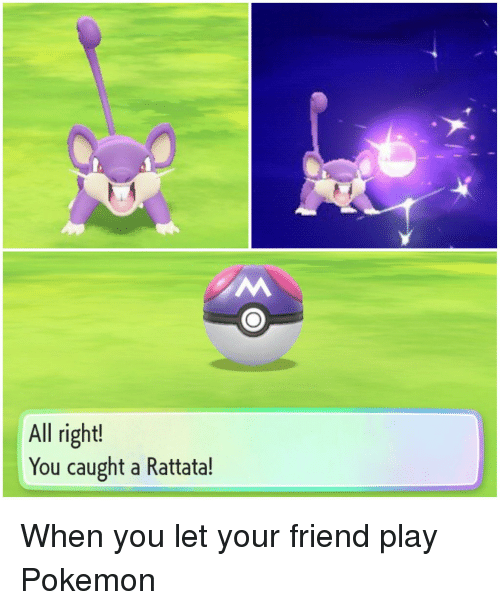 M
All right!
You caught a Rattata!
When you let your friend play
Pokemon